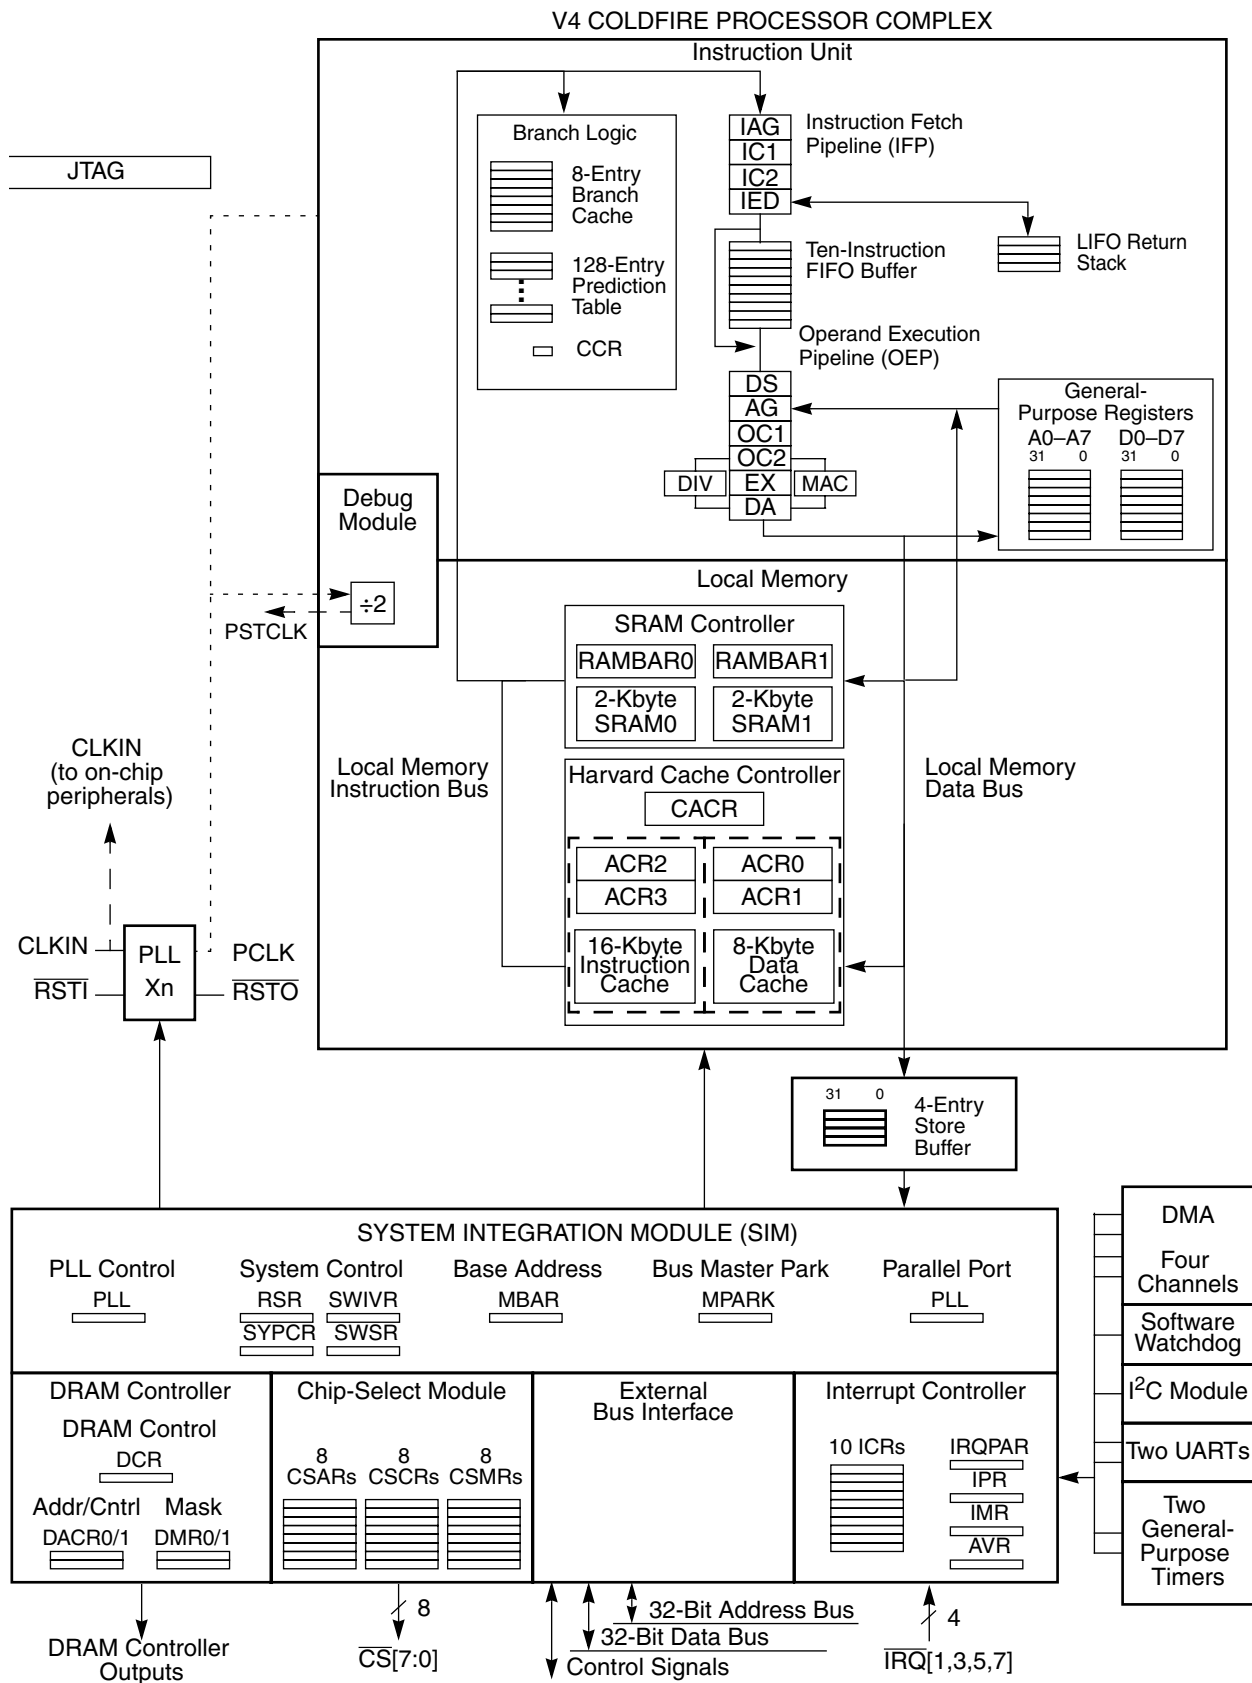 V4 COLDFIRE PROCESSOR COMPLEX
Instruction Unit
Branch Logic
8-Entry
Branch
Cache
128-Entry
Prediction
Table
CCR
IAG
IC1
IC2
IED
Instruction Fetch
Pipeline (IFP)
JTAG
Ten-Instruction
FIFO Buffer
LIFO Return
Stack
Operand Execution
Pipeline (OEP)
DS
AG
OC1
OC2
EX
DA
DIV
MAC
General-
Purpose Registers
A0–A7 D0–D7
31 0 31 0
Debug
Module
÷2
PSTCLK
Local Memory
SRAM Controller
RAMBAR0 RAMBAR1
2-Kbyte
SRAM0
2-Kbyte
SRAM1
CLKIN
(to on-chip
peripherals)
Local Memory
Instruction Bus
Harvard Cache Controller
CACR
Local Memory
Data Bus
ACR2 ACR0
ACR3 ACR1
16-Kbyte
Instruction
Cache
8-Kbyte
Data
Cache
CLKIN
RSTI
PLL
Xn
PCLK
RSTO
31 0
4-Entry
Store
Buffer
SYSTEM INTEGRATION MODULE (SIM)
PLL Control
PLL
System Control
RSR SWIVR
SYPCR SWSR
Base Address
MBAR
Bus Master Park
MPARK
Parallel Port
PLL
DMA
Four
Channels
Software
Watchdog
I2C Module
Two UARTs
Two
General-
Purpose
Timers
DRAM Controller
DRAM Control
DCR
Addr/Cntrl Mask
DACR0/1 DMR0/1
Chip-Select Module
8 8 8
CSARs CSCRs CSMRs
External
Bus Interface
Interrupt Controller
10 ICRs
IRQPAR
IPR
IMR
AVR
DRAM Controller
Outputs
8
CS[7:0]
32-Bit Address Bus
32-Bit Data Bus
Control Signals
4
IRQ[1,3,5,7]